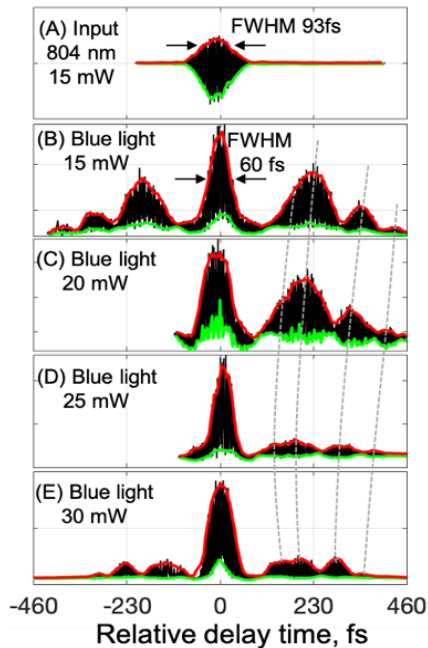 (A) Input
804 nm
15 mW
FWHM 93fs
(B) Blue light
15 mW
FWHM
60 fs
(C) Blue light
20 mW
(D) Blue light
25 mW
(E) Blue light
30 mW
-460 -230 0 230 460
Relative delay time, fs